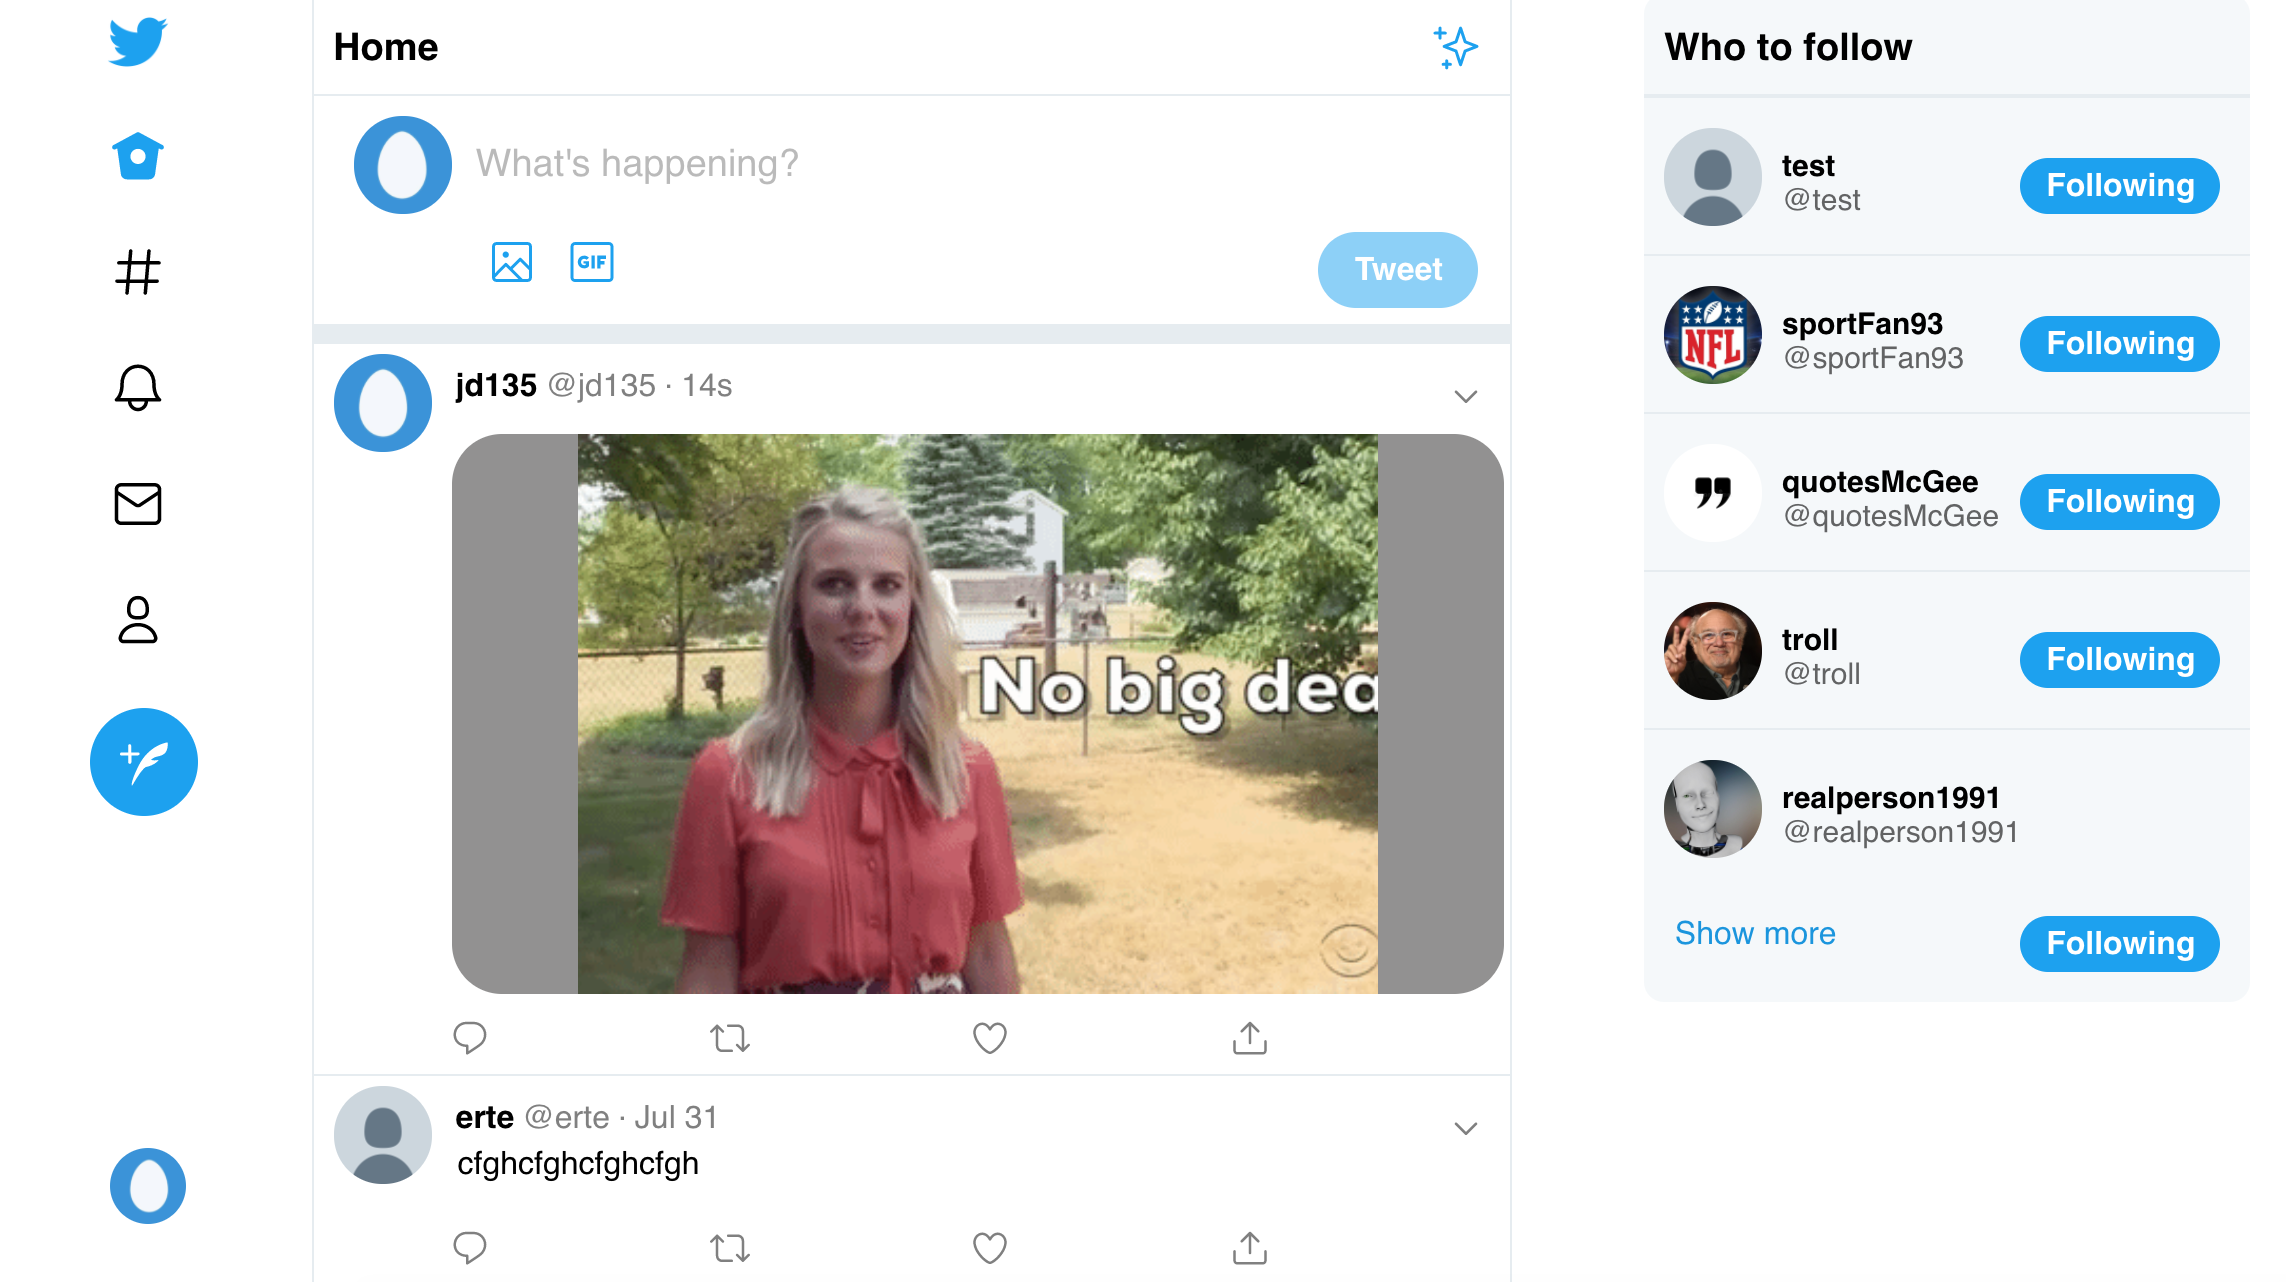 Home
What's happening?
GIF
Tweet
jd135 @jd135 · 14s
No big dea
erte @erte · Jul 31
cfghcfghcfghcfgh
Who to follow
test
@test
Following
sportFan93
@sportFan93
Following
NFL
quotesMcGee
@quotesMcGee
Following
troll
@troll
Following
realperson1991
@realperson1991
Show more
Following